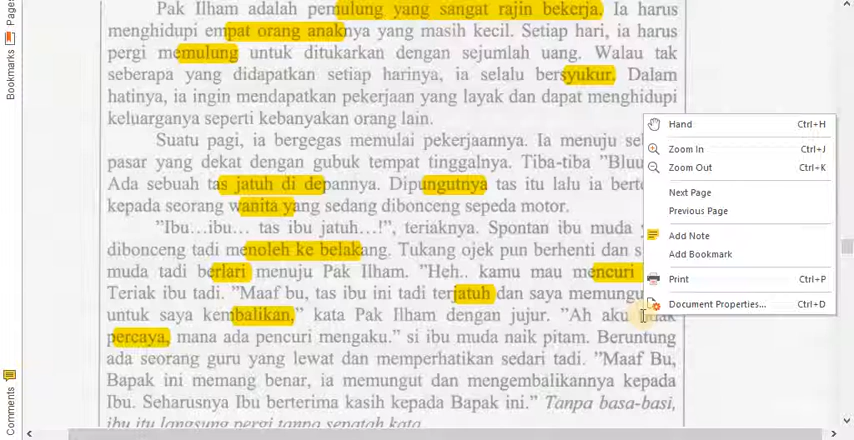 Pages
Bookmarks
Comments
Pak Ilham adalah pemulung yang sangat rajin bekerja. Ia harus
menghidupi empat orang anaknya yang masih kecil. Setiap hari, ia harus
pergi memulung untuk ditukarkan dengan sejumlah uang. Walau tak
seberapa yang didapatkan setiap harinya, ia selalu bersyukur. Dalam
hatinya, ia ingin mendapatkan pekerjaan yang layak dan dapat menghidupi
keluarganya seperti kebanyakan orang lain.
Suatu pagi, ia bergegas memulai pekerjaannya. Ia menuju
pasar yang dekat dengan gubuk tempat tinggalnya. Tiba-tiba
Ada sebuah tas jatuh di depannya. Dipungutnya tas itu lalu ia
kepada seorang wanita yang sedang dibonceng sepeda motor.
"Ibu...ibu... tas ibu jatuh...!", teriaknya. Spontan ibu muda
dibonceng tadi menoleh ke belakang. Tukang ojek pun berhenti dan
muda tadi berlari menuju Pak Ilham. "Heh.. kamu mau mencuri
Teriak ibu tadi. "Maaf bu, tas ibu ini tadi terjatuh dan saya
untuk saya kembalikan," kata Pak Ilham dengan jujur. "Ah aku tidak
percaya, mana ada pencuri mengaku." si ibu muda naik pitam. Beruntung
ada seorang guru yang lewat dan memperhatikan sedari tadi. "Maaf Bu,
Bapak ini memang benar, ia memungut dan mengembalikannya kepada
Ibu. Seharusnya Ibu berterima kasih kepada Bapak ini." Tanpa basa-basi,
ibu itu langsung pergi tanpa sepatah kata.
Hand Ctrl+H
Zoom In Ctrl+J
Zoom Out Ctrl+K
Next Page
Previous Page
Add Note
Add Bookmark
Print Ctrl+P
Document Properties... Ctrl+D